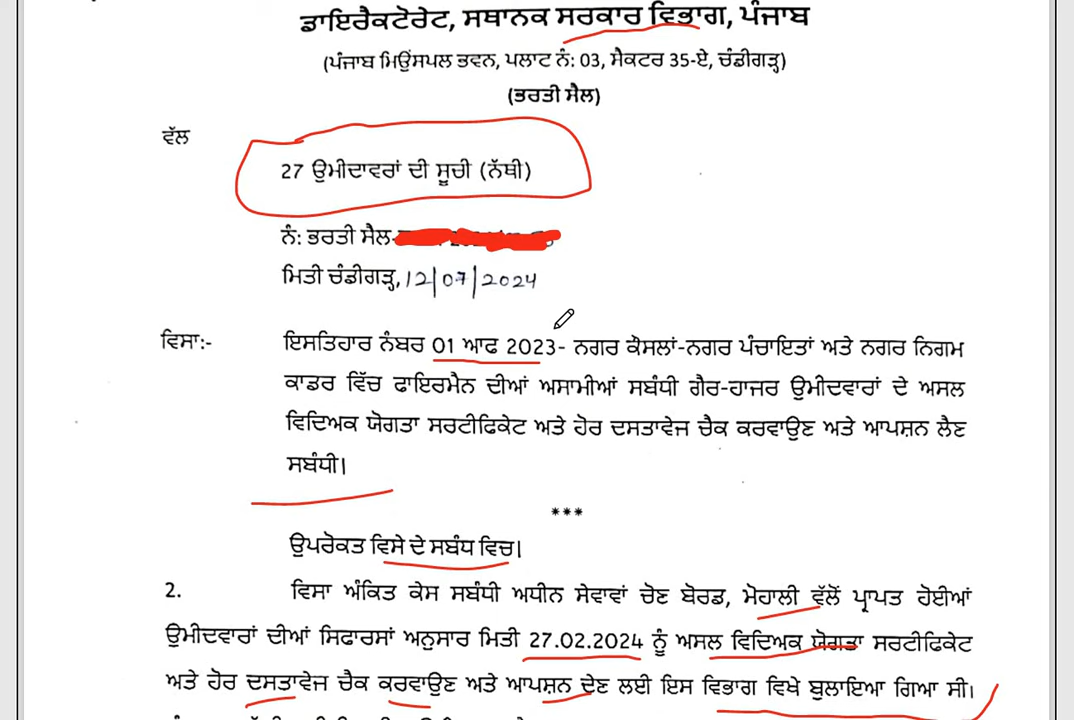 ਡਾਇਰੈਕਟੋਰੇਟ, ਸਥਾਨਕ ਸਰਕਾਰ ਵਿਭਾਗ, ਪੰਜਾਬ
(ਪੰਜਾਬ ਮਿਉਂਸਪਲ ਭਵਨ, ਪਲਾਟ ਨੰ: 03, ਸੈਕਟਰ 35-ਏ, ਚੰਡੀਗੜ੍ਹ)
(ਭਰਤੀ ਸੈੱਲ)
ਵੱਲ
27 ਉਮੀਦਾਵਰਾਂ ਦੀ ਸੂਚੀ (ਨੱਥੀ)
ਨੰ: ਭਰਤੀ ਸੈੱਲ-
ਮਿਤੀ ਚੰਡੀਗੜ੍ਹ, 12/07/2024
ਵਿਸਾ:- ਇਸਤਿਹਾਰ ਨੰਬਰ 01 ਆਫ 2023- ਨਗਰ ਕੋਸਲਾਂ-ਨਗਰ ਪੰਚਾਇਤਾਂ ਅਤੇ ਨਗਰ ਨਿਗਮ
ਕਾਡਰ ਵਿੱਚ ਫਾਇਰਮੈਨ ਦੀਆਂ ਅਸਾਮੀਆਂ ਸਬੰਧੀ ਗੈਰ-ਹਾਜਰ ਉਮੀਦਵਾਰਾਂ ਦੇ ਅਸਲ
ਵਿਦਿਅਕ ਯੋਗਤਾ ਸਰਟੀਫਿਕੇਟ ਅਤੇ ਹੋਰ ਦਸਤਾਵੇਜ ਚੈਕ ਕਰਵਾਉਣ ਅਤੇ ਆਪਸ਼ਨ ਲੈਣ
ਸਬੰਧੀ।
***
ਉਪਰੋਕਤ ਵਿਸੇ ਦੇ ਸਬੰਧ ਵਿਚ।
2. ਵਿਸਾ ਅੰਕਿਤ ਕੇਸ ਸਬੰਧੀ ਅਧੀਨ ਸੇਵਾਵਾਂ ਚੋਣ ਬੋਰਡ, ਮੋਹਾਲੀ ਵੱਲੋਂ ਪ੍ਰਾਪਤ ਹੋਈਆਂ
ਉਮੀਦਵਾਰਾਂ ਦੀਆਂ ਸਿਫਾਰਸਾਂ ਅਨੁਸਾਰ ਮਿਤੀ 27.02.2024 ਨੂੰ ਅਸਲ ਵਿਦਿਅਕ ਯੋਗਤਾ ਸਰਟੀਫਿਕੇਟ
ਅਤੇ ਹੋਰ ਦਸਤਾਵੇਜ ਚੈਕ ਕਰਵਾਉਣ ਅਤੇ ਆਪਸ਼ਨ ਦੇਣ ਲਈ ਇਸ ਵਿਭਾਗ ਵਿਖੇ ਬੁਲਾਇਆ ਗਿਆ ਸੀ।